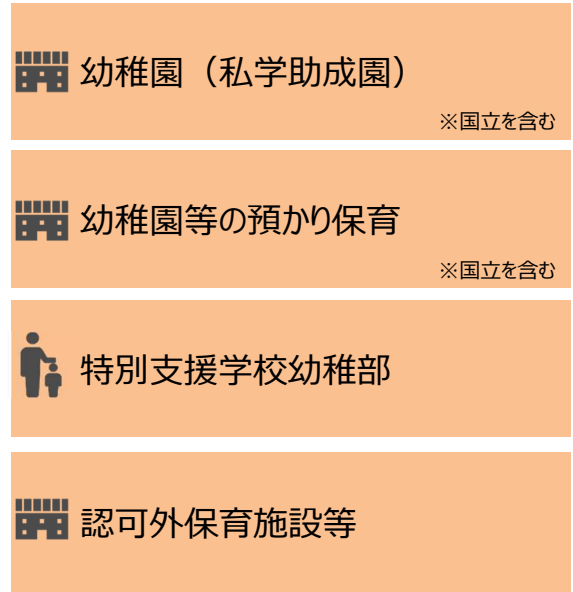 幼稚園（私学助成園）
※国立を含む
幼稚園等の預かり保育
※国立を含む
特別支援学校幼稚部
認可外保育施設等